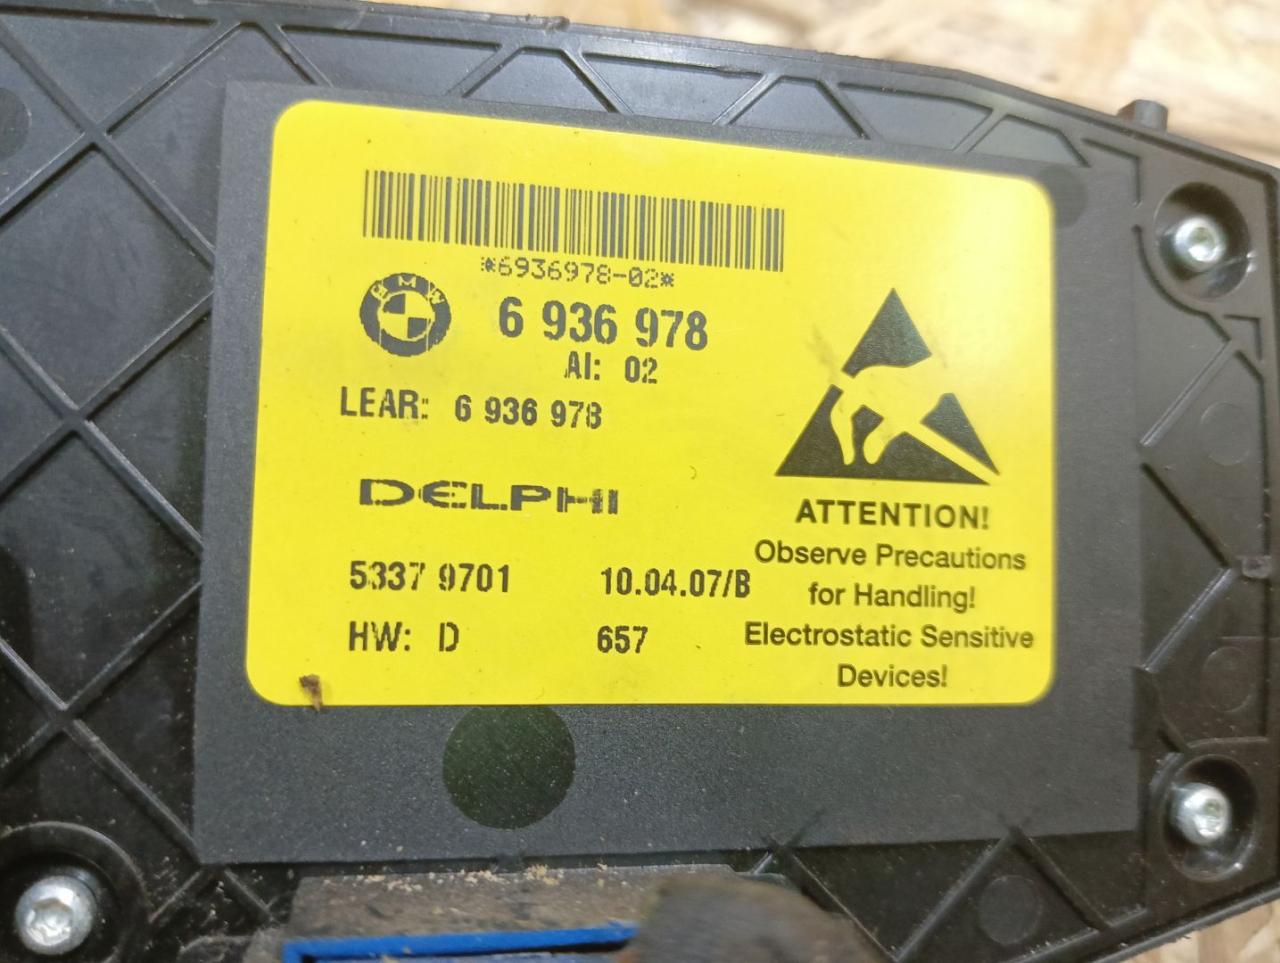 *6936978-02*
BMW
6 936 978
AI: 02
LEAR: 6 936 978
DELPHI
5337 9701 10.04.07/B
HW: D 657
ATTENTION!
Observe Precautions
for Handling!
Electrostatic Sensitive
Devices!